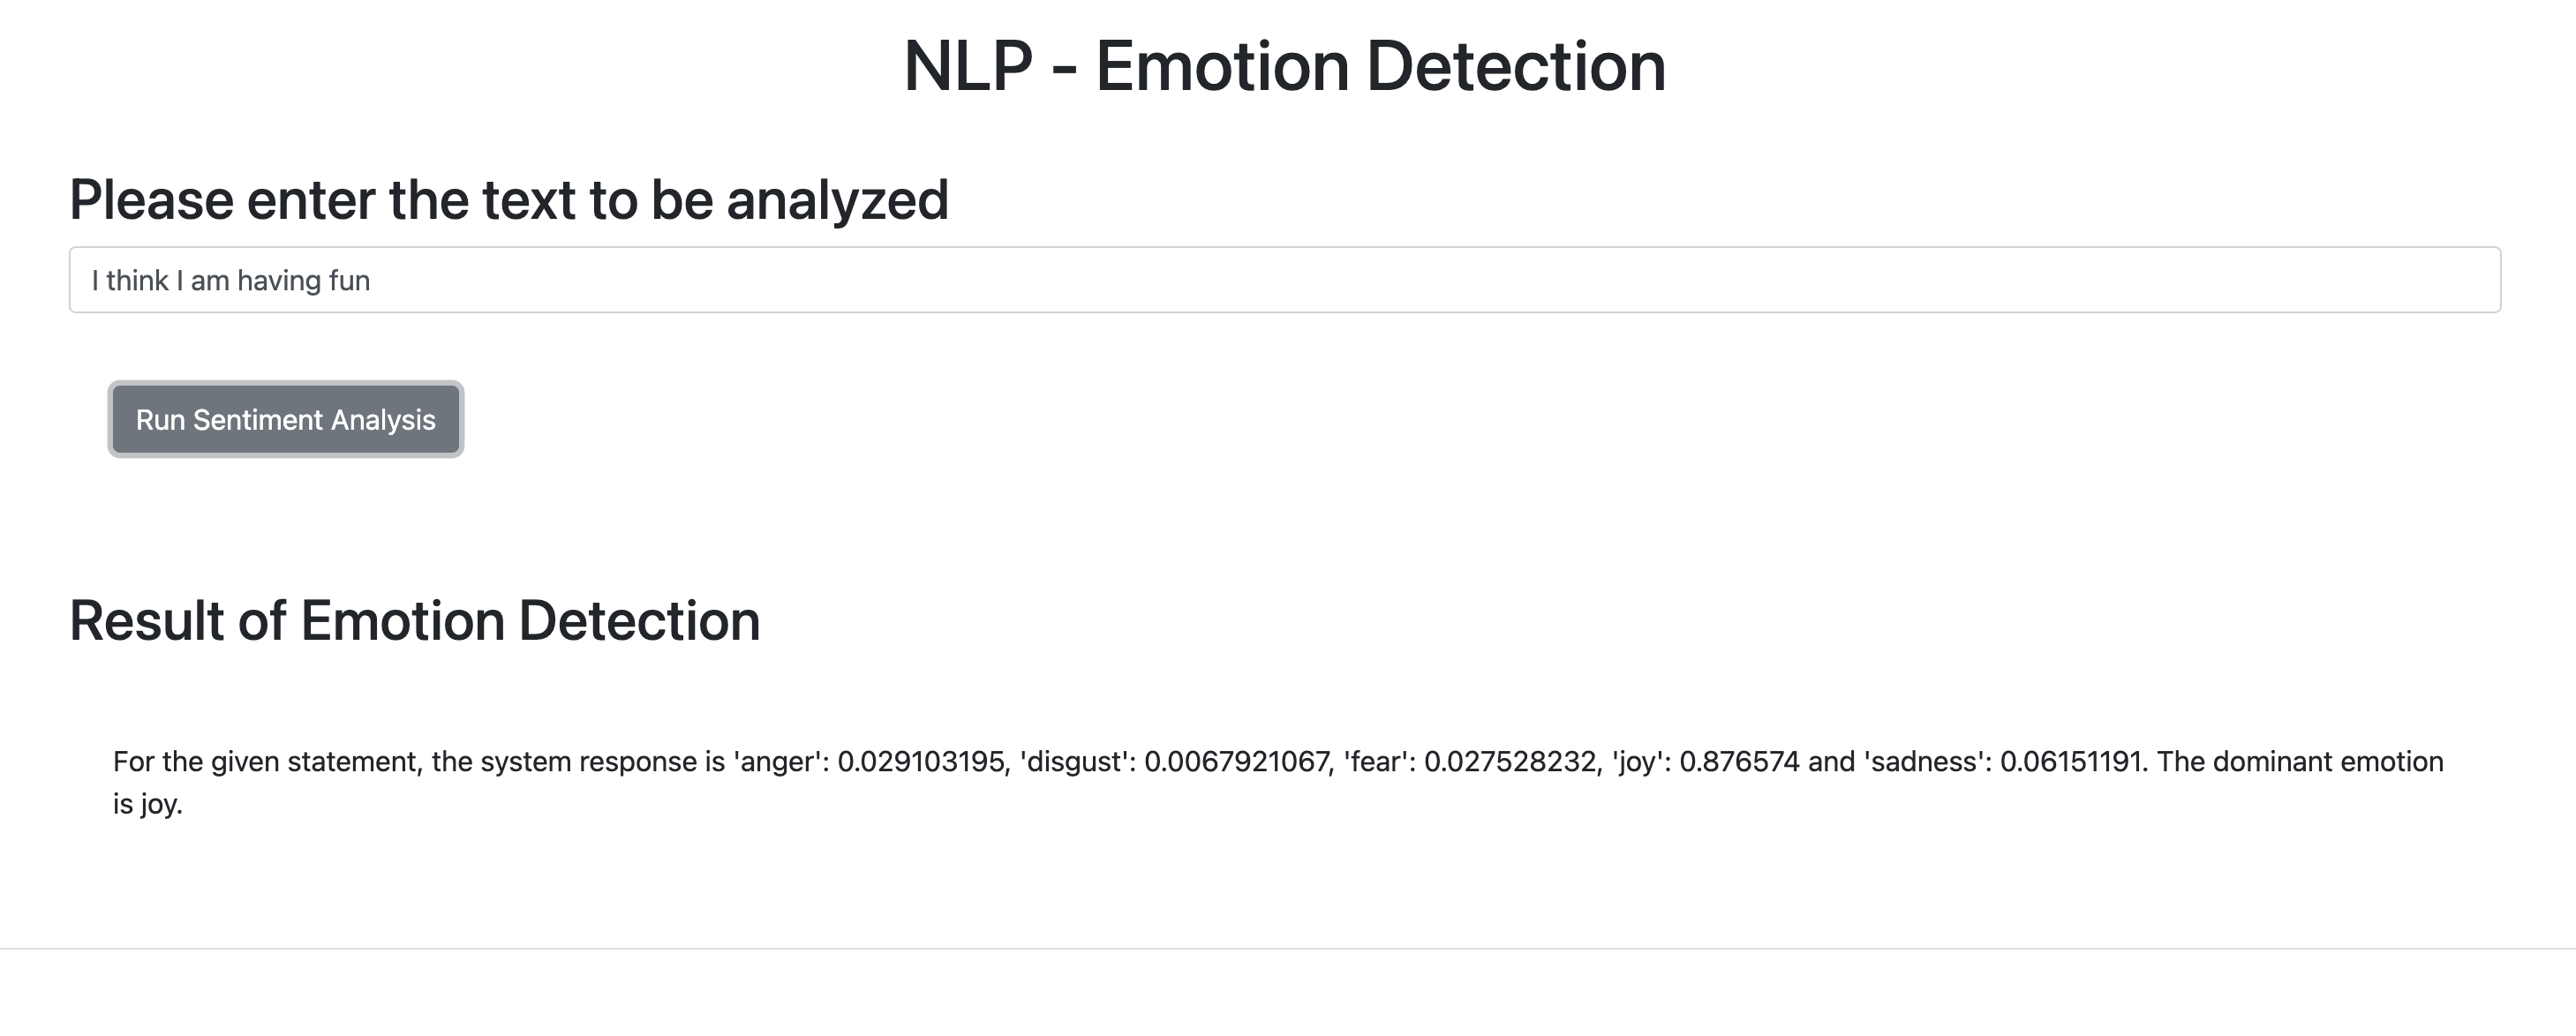 NLP - Emotion Detection
Please enter the text to be analyzed
I think I am having fun
Run Sentiment Analysis
Result of Emotion Detection
For the given statement, the system response is 'anger': 0.029103195, 'disgust': 0.0067921067, 'fear': 0.027528232, 'joy': 0.876574 and 'sadness': 0.06151191. The dominant emotion
is joy.